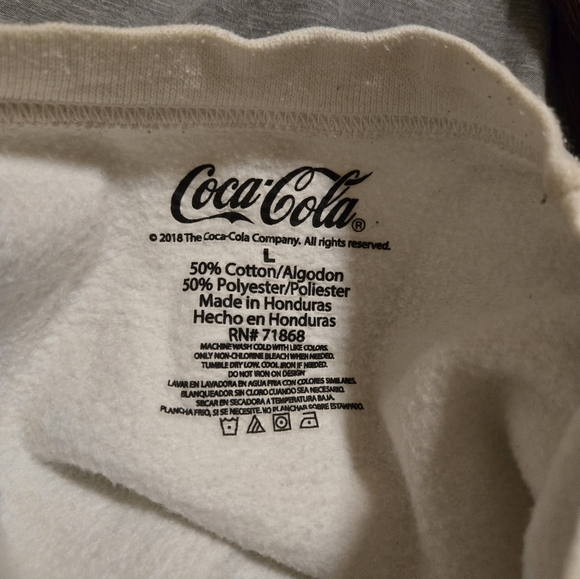 Coca-Cola®
© 2018 The Coca-Cola Company. All rights reserved.
L
50% Cotton/Algodon
50% Polyester/Poliester
Made in Honduras
Hecho en Honduras
RN# 71868
MACHINE WASH COLD WITH LIKE COLORS.
ONLY NON-CHLORINE BLEACH WHEN NEEDED.
TUMBLE DRY LOW. COOL IRON IF NEEDED.
DO NOT IRON ON DESIGN
LAVAR EN LAVADORA EN AGUA FRIA CON COLORES SIMILARES.
BLANQUEADOR SIN CLORO CUANDO SEA NECESARIO.
SECAR EN SECADORA A TEMPERATURA BAJA.
PLANCHA FRIO, SI SE NECESITE. NO PLANCHAR SOBRE ESTAMPADO.